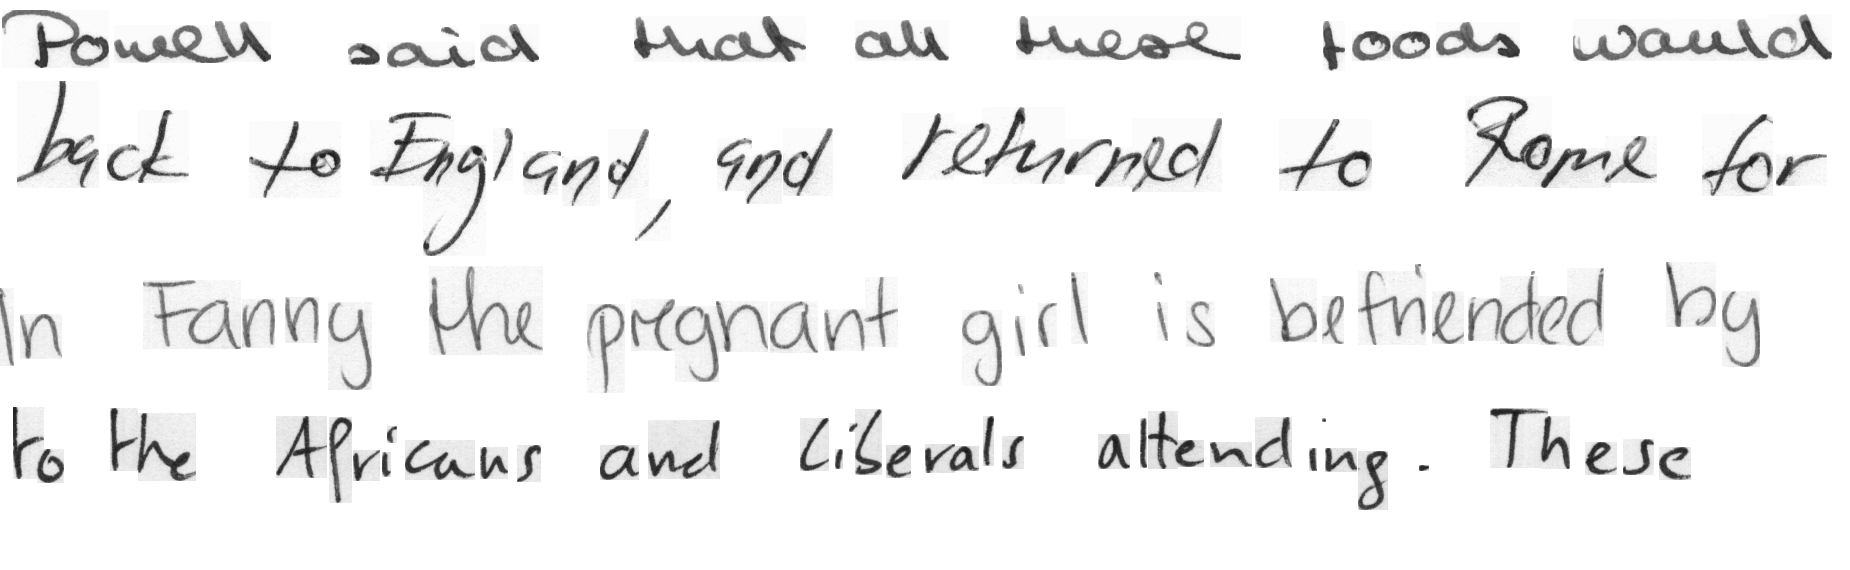 Powell said that all these foods would
back to England, and returned to Rome for
In Fanny the pregnant girl is befriended by
to the Africans and Liberals attending. These